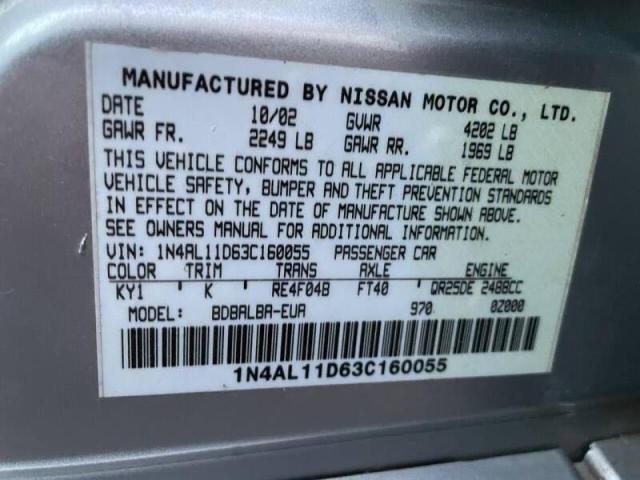 MANUFACTURED BY NISSAN MOTOR CO., LTD.
DATE 10/02 GVWR 4202 LB
GAWR FR. 2249 LB GAWR RR. 1969 LB
THIS VEHICLE CONFORMS TO ALL APPLICABLE FEDERAL MOTOR
VEHICLE SAFETY, BUMPER AND THEFT PREVENTION STANDARDS
IN EFFECT ON THE DATE OF MANUFACTURE SHOWN ABOVE.
SEE OWNERS MANUAL FOR ADDITIONAL INFORMATION.
VIN: 1N4AL11D63C160055 PASSENGER CAR
COLOR TRIM TRANS AXLE ENGINE
KY1 K RE4F04B FT40 QR25DE 2488CC
MODEL: BDBALBA-EUA 970 0Z000
1N4AL11D63C160055